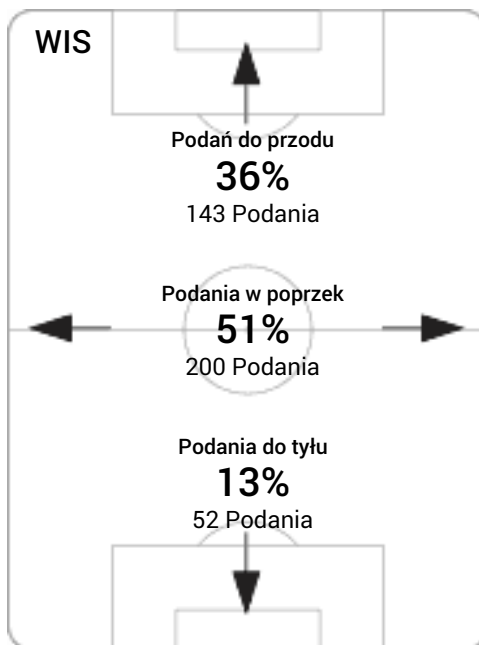 WIS
Podań do przodu
36%
143 Podania
Podania w poprzek
51%
200 Podania
Podania do tyłu
13%
52 Podania